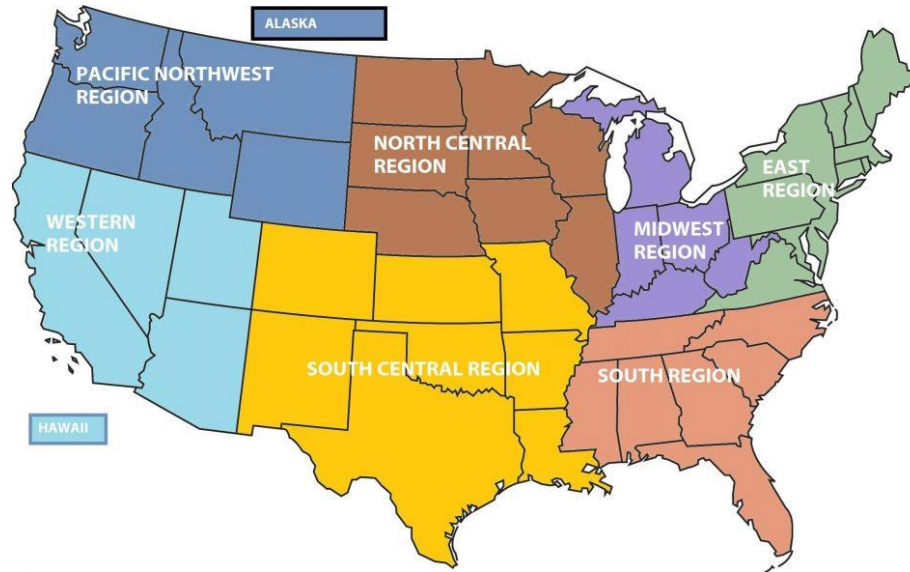 ALASKA
PACIFIC NORTHWEST
REGION
NORTH CENTRAL
REGION
EAST
REGION
WESTERN
REGION
MIDWEST
REGION
SOUTH CENTRAL REGION
SOUTH REGION
HAWAII